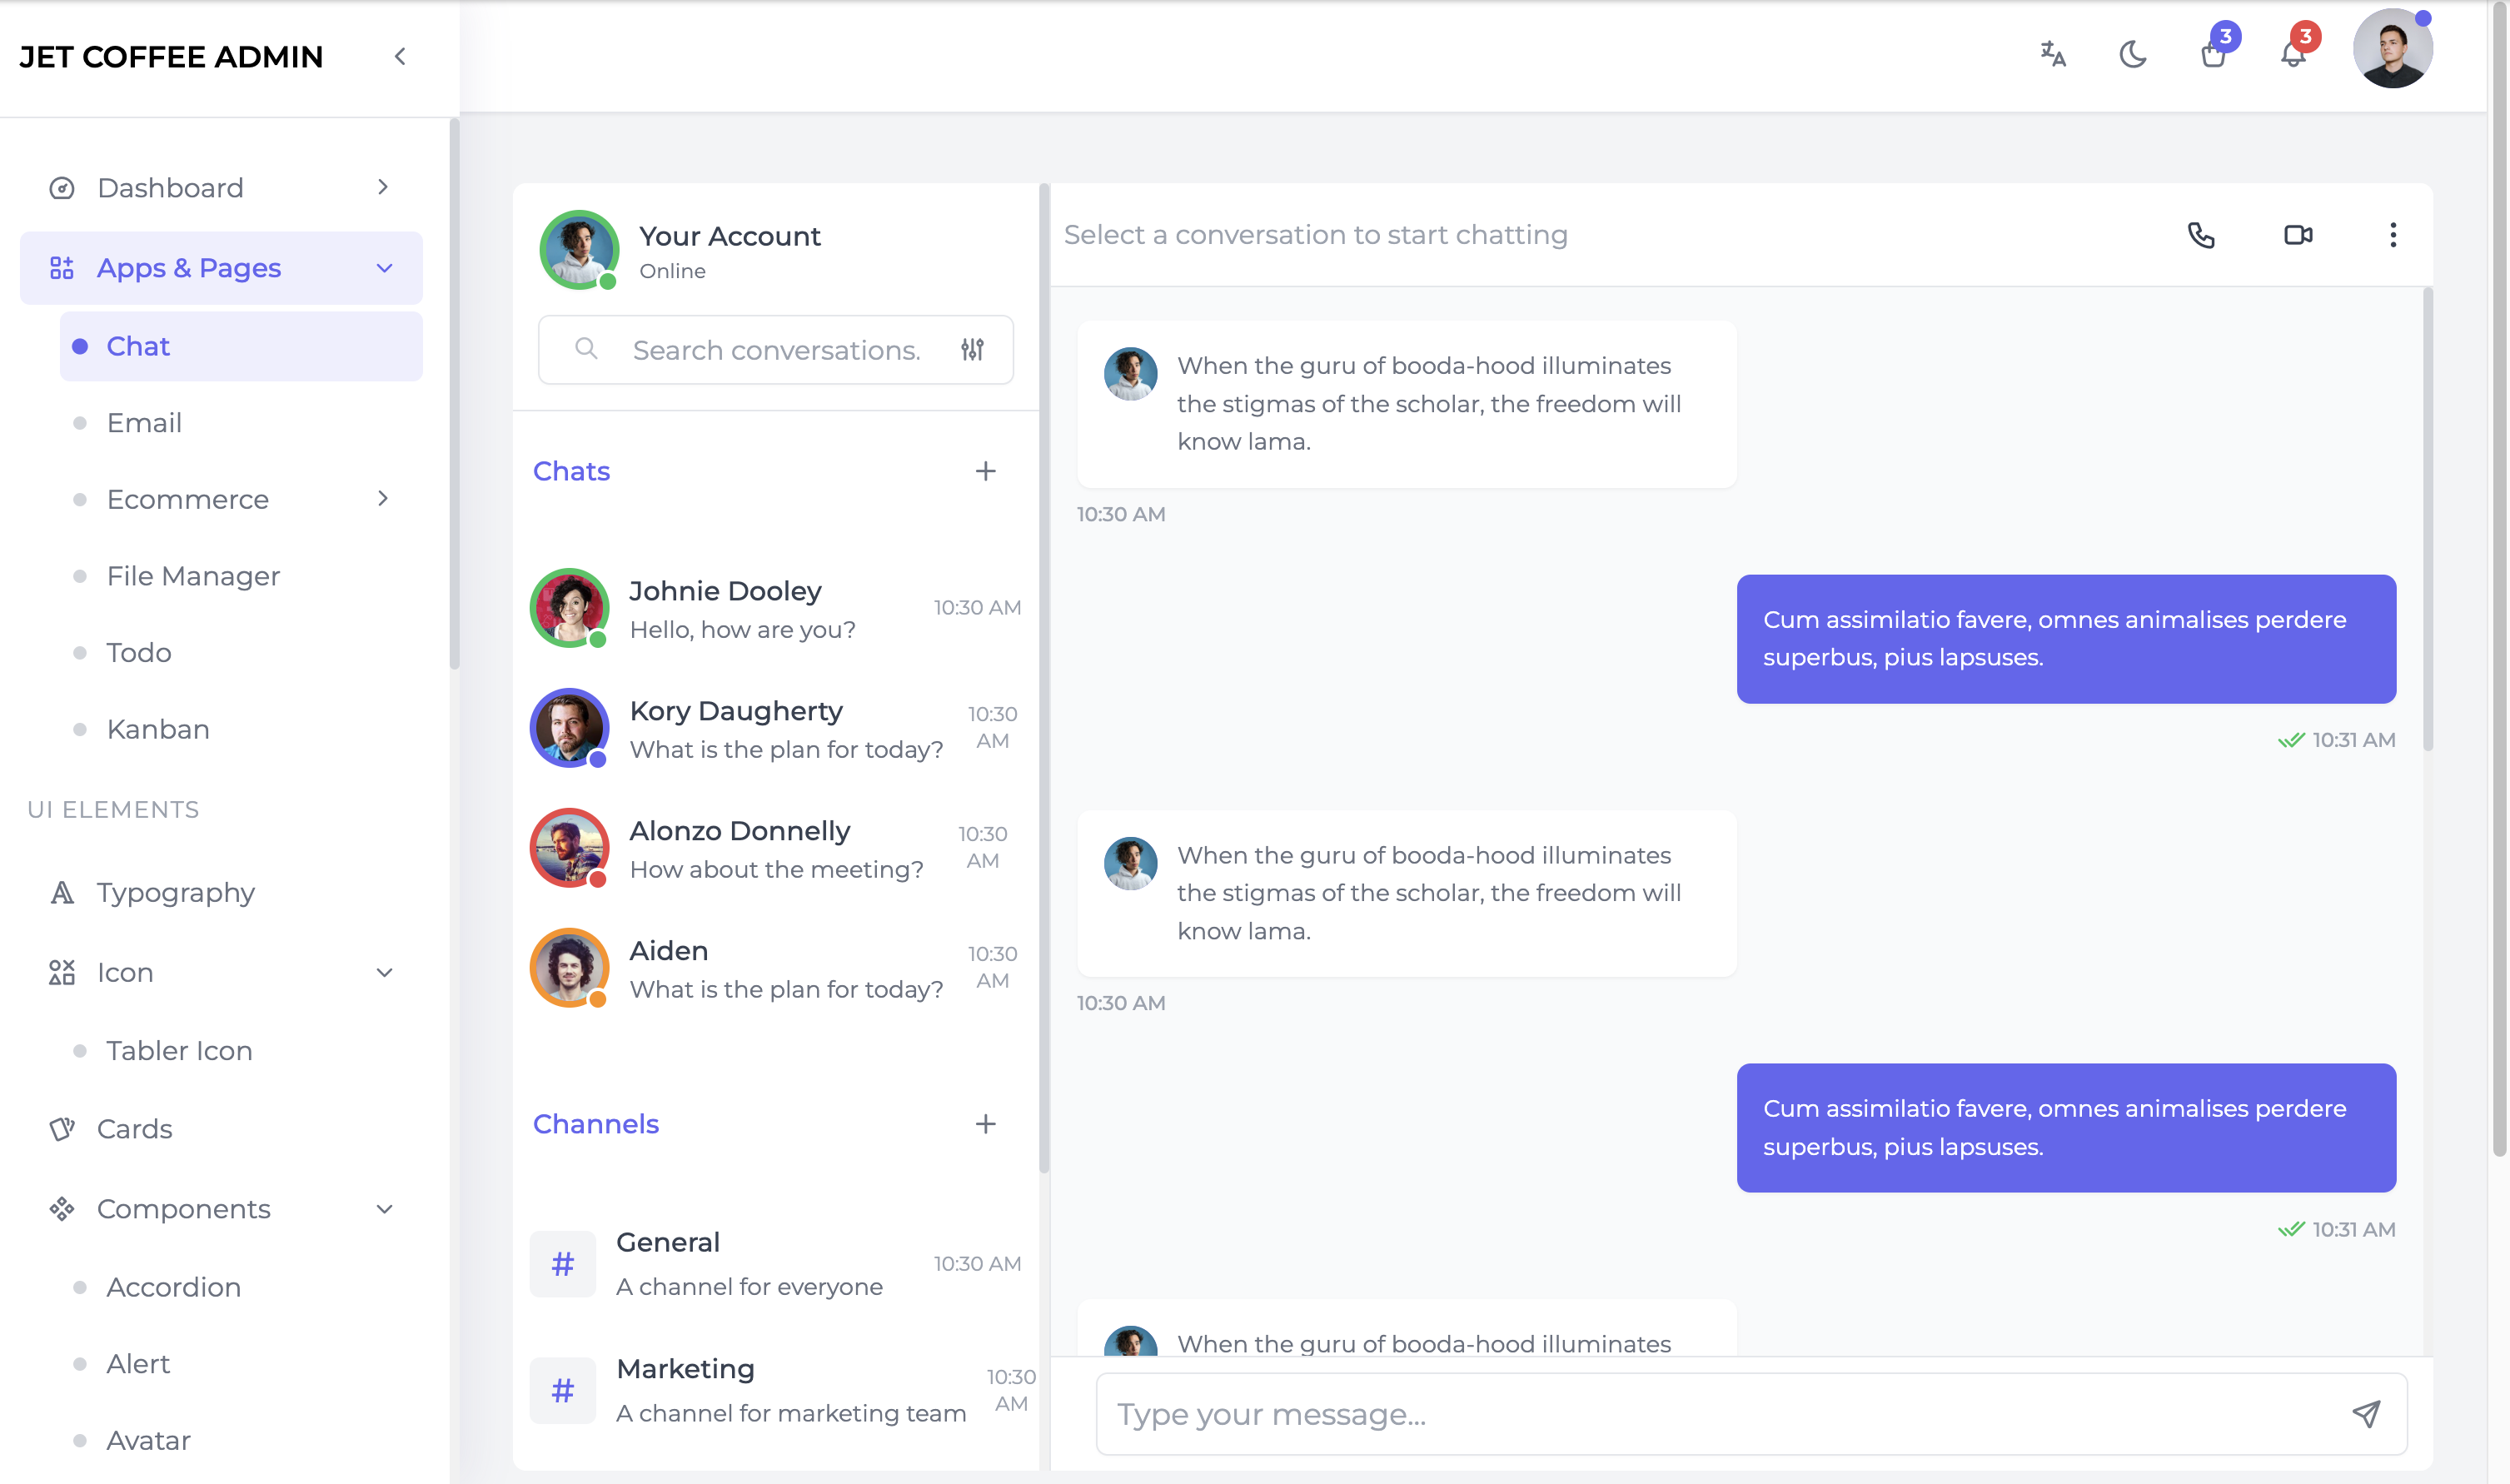 JET COFFEE ADMIN
3
3
Dashboard
Apps & Pages
Chat
Email
Ecommerce
File Manager
Todo
Kanban
UI ELEMENTS
Typography
Icon
Tabler Icon
Cards
Components
Accordion
Alert
Avatar
Your Account
Online
Search conversations.
Chats
Johnie Dooley
Hello, how are you?
10:30 AM
Kory Daugherty
What is the plan for today?
10:30
AM
Alonzo Donnelly
How about the meeting?
10:30
AM
Aiden
What is the plan for today?
10:30
AM
Channels
#
General
A channel for everyone
10:30 AM
#
Marketing
A channel for marketing team
10:30
AM
Select a conversation to start chatting
When the guru of booda-hood illuminates
the stigmas of the scholar, the freedom will
know lama.
10:30 AM
Cum assimilatio favere, omnes animalises perdere
superbus, pius lapsuses.
10:31 AM
When the guru of booda-hood illuminates
the stigmas of the scholar, the freedom will
know lama.
10:30 AM
Cum assimilatio favere, omnes animalises perdere
superbus, pius lapsuses.
10:31 AM
When the guru of booda-hood illuminates
Type your message...